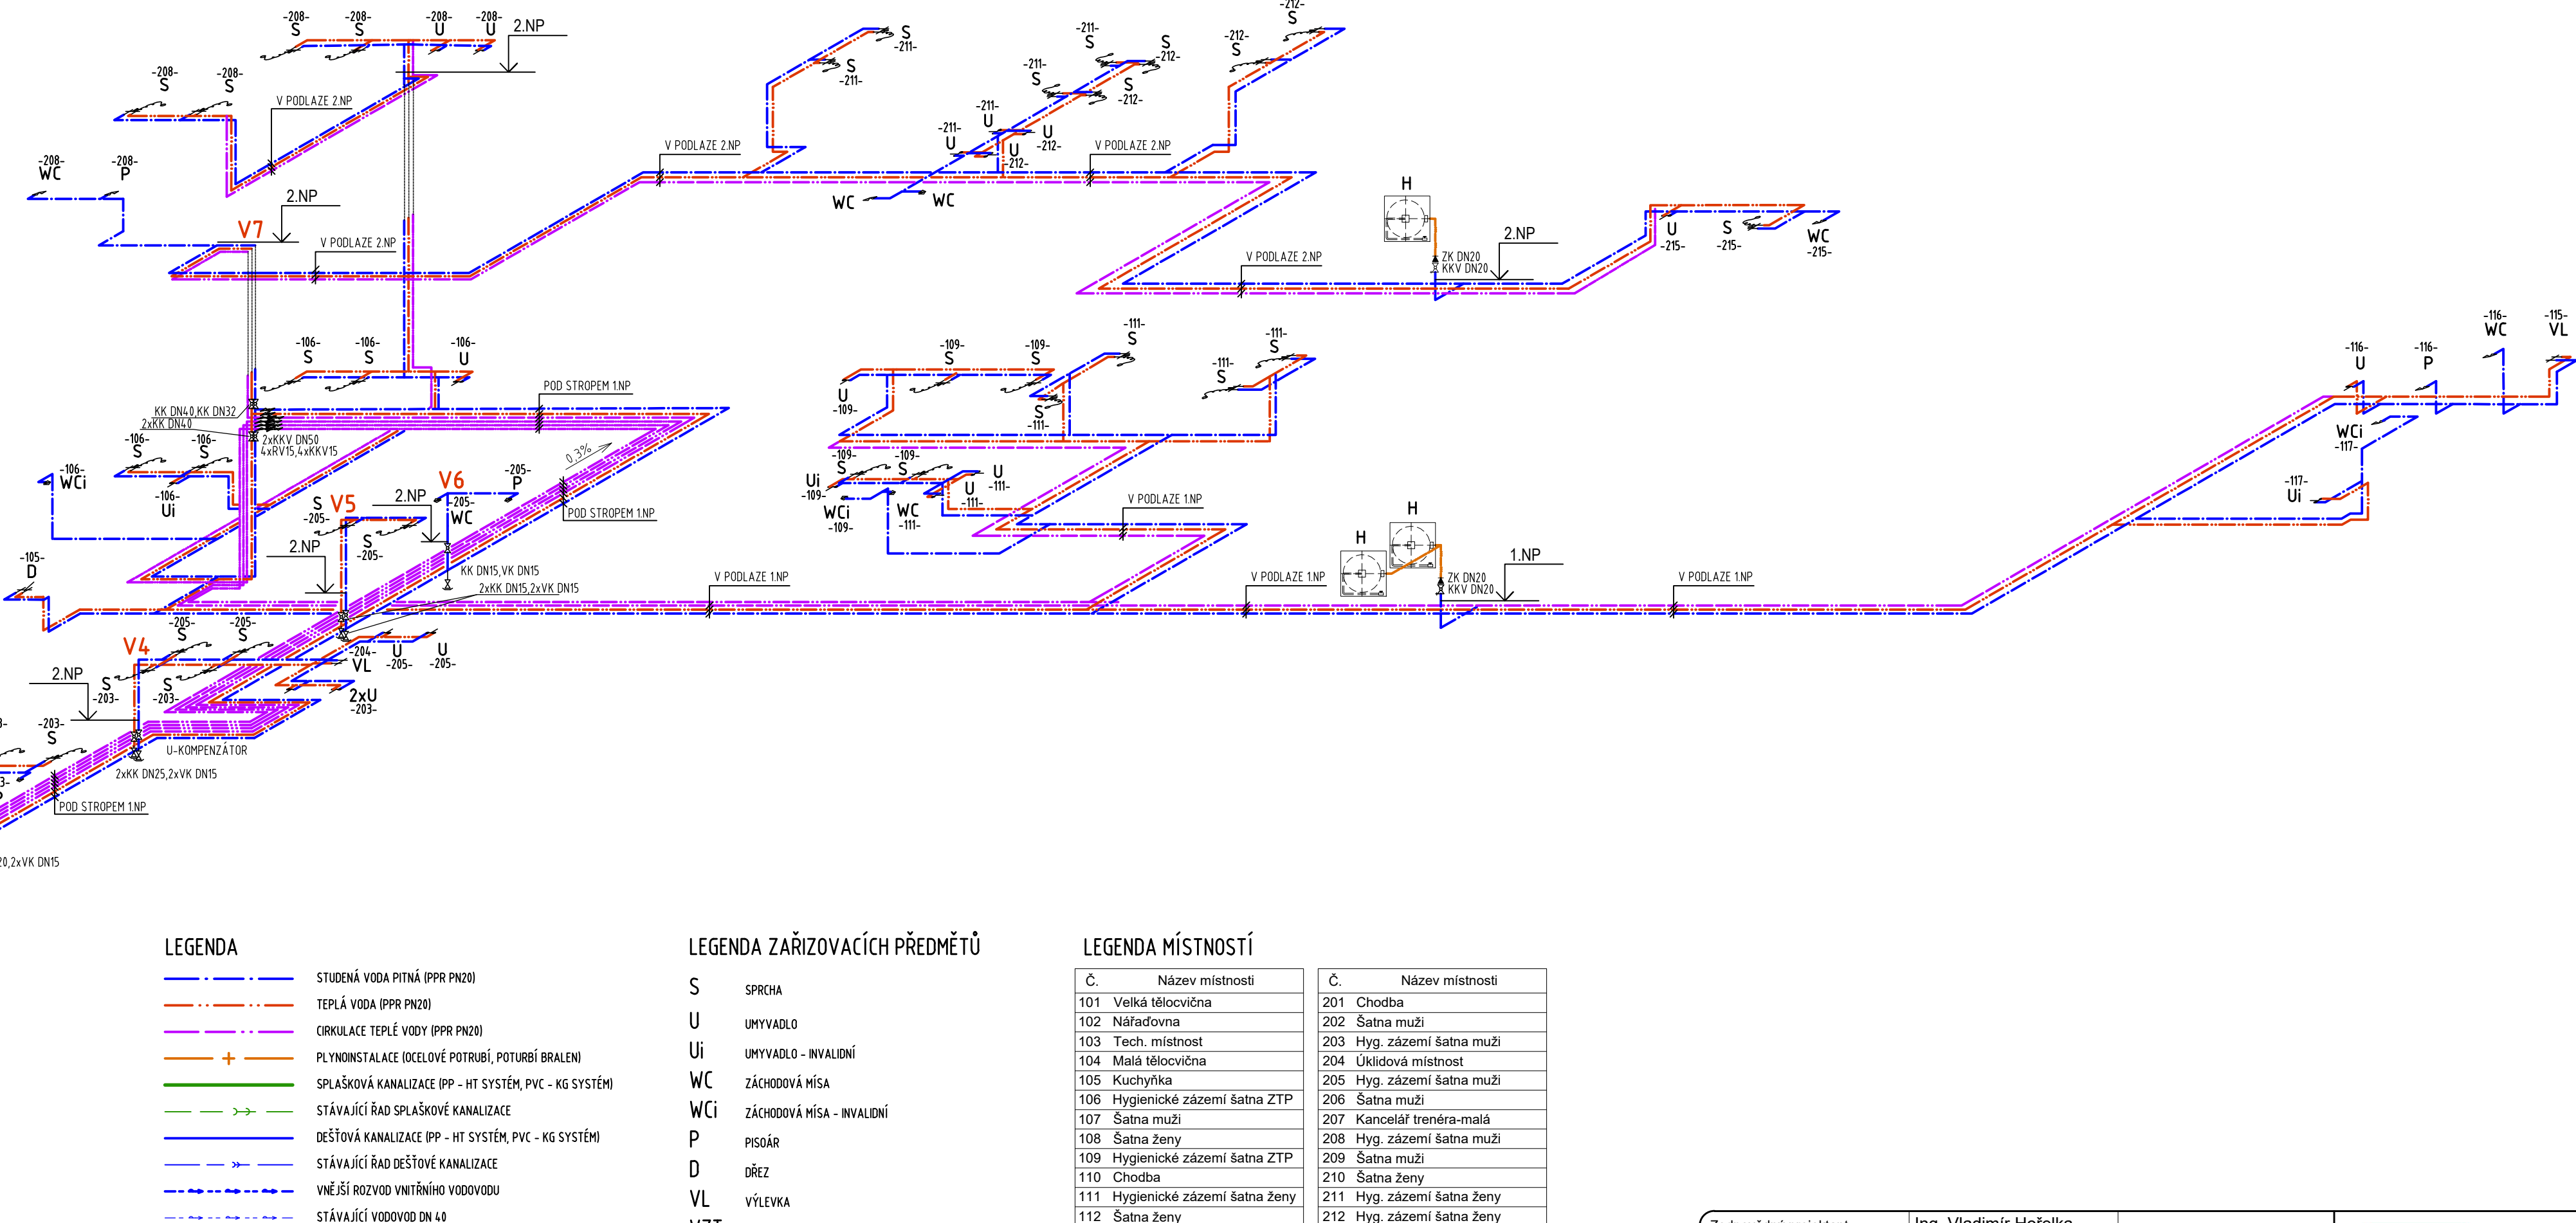 -208- S
-208- S
-208- U
-208- U
2.NP
-208- S
-208- S
V PODLAZE 2.NP
-208- WC
-208- P
2.NP
V7
V PODLAZE 2.NP
S -211-
S -211-
-211- S
S -212-
-211- S
S -212-
-211- U
-211- U
U -212-
U -212-
-212- S
-212- S
V PODLAZE 2.NP
V PODLAZE 2.NP
WC
WC
H
ZK DN20
KKV DN20
2.NP
V PODLAZE 2.NP
U -215-
S -215-
WC -215-
-106- S
-106- S
-106- U
POD STROPEM 1.NP
KK DN40,KK DN32
2xKK DN40
2xKKV DN50
4xRV15,4xKKV15
-106- S
-106- S
-106- WCi
-106- Ui
0,3%
POD STROPEM 1.NP
V5
V6
2.NP
S -205-
S -205-
-205- WC
-205- P
2.NP
KK DN15,VK DN15
2xKK DN15,2xVK DN15
-105- D
-109- S
-109- S
-111- S
-111- S
-111- S
U -109-
S -111-
-109- S
-109- S
Ui -109-
WCi -109-
WC -111-
U -111-
U -111-
V PODLAZE 1.NP
V PODLAZE 1.NP
V PODLAZE 1.NP
H
H
ZK DN20
KKV DN20
1.NP
V PODLAZE 1.NP
-116- U
-116- P
-116- WC
-115- VL
WCi -117-
-117- Ui
V4
-205- S
-205- S
-204- VL
U -205-
U -205-
2.NP
S -203-
S -203-
2xU -203-
-203- S
U-KOMPENZÁTOR
2xKK DN25,2xVK DN15
POD STROPEM 1.NP
20,2xVK DN15
LEGENDA
STUDENÁ VODA PITNÁ (PPR PN20)
TEPLÁ VODA (PPR PN20)
CIRKULACE TEPLÉ VODY (PPR PN20)
PLYNOINSTALACE (OCELOVÉ POTRUBÍ, POTURBÍ BRALEN)
SPLAŠKOVÁ KANALIZACE (PP - HT SYSTÉM, PVC - KG SYSTÉM)
STÁVAJÍCÍ ŘAD SPLAŠKOVÉ KANALIZACE
DEŠŤOVÁ KANALIZACE (PP - HT SYSTÉM, PVC - KG SYSTÉM)
STÁVAJÍCÍ ŘAD DEŠŤOVÉ KANALIZACE
VNĚJŠÍ ROZVOD VNITŘNÍHO VODOVODU
STÁVAJÍCÍ VODOVOD DN 40
LEGENDA ZAŘIZOVACÍCH PŘEDMĚTŮ
S SPRCHA
U UMYVADLO
Ui UMYVADLO - INVALIDNÍ
WC ZÁCHODOVÁ MÍSA
WCi ZÁCHODOVÁ MÍSA - INVALIDNÍ
P PISOÁR
D DŘEZ
VL VÝLEVKA
LEGENDA MÍSTNOSTÍ
Č. Název místnosti
101 Velká tělocvična
102 Nářaďovna
103 Tech. místnost
104 Malá tělocvična
105 Kuchyňka
106 Hygienické zázemí šatna ZTP
107 Šatna muži
108 Šatna ženy
109 Hygienické zázemí šatna ZTP
110 Chodba
111 Hygienické zázemí šatna ženy
112 Šatna ženy
Č. Název místnosti
201 Chodba
202 Šatna muži
203 Hyg. zázemí šatna muži
204 Úklidová místnost
205 Hyg. zázemí šatna muži
206 Šatna muži
207 Kancelář trenéra-malá
208 Hyg. zázemí šatna muži
209 Šatna muži
210 Šatna ženy
211 Hyg. zázemí šatna ženy
212 Hyg. zázemí šatna ženy
Ing. Vladimír Hořelka